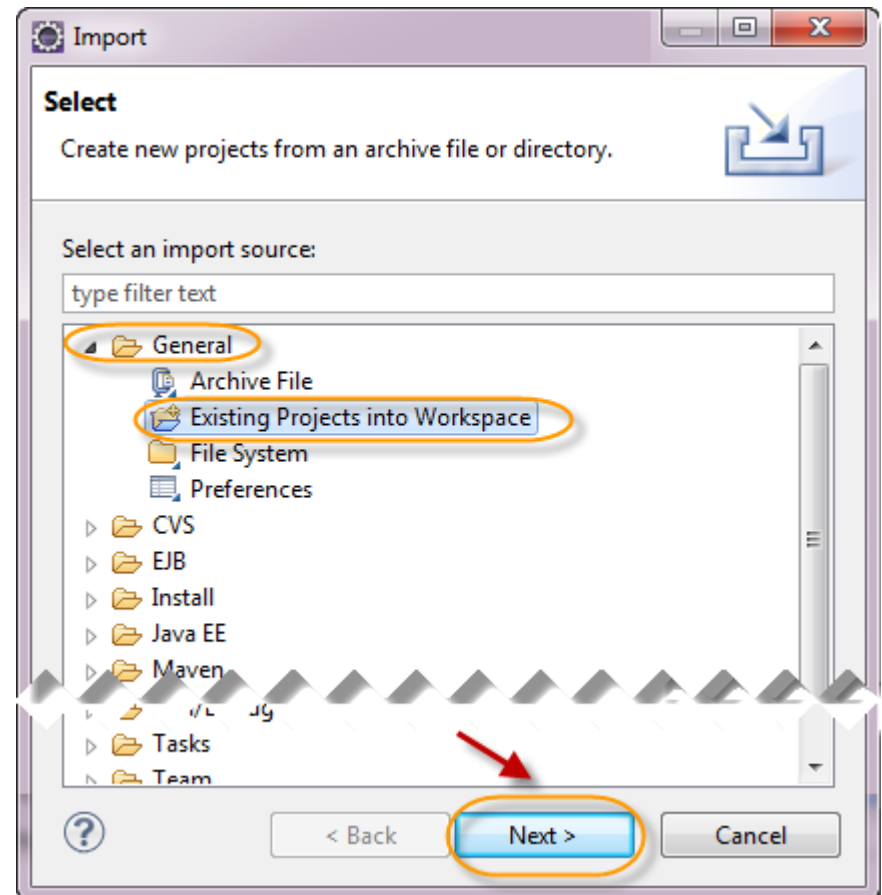 Import
Select
Create new projects from an archive file or directory.
Select an import source:
type filter text
General
Archive File
Existing Projects into Workspace
File System
Preferences
CVS
EJB
Install
Java EE
Maven
Tasks
Team
?
< Back
Next >
Cancel